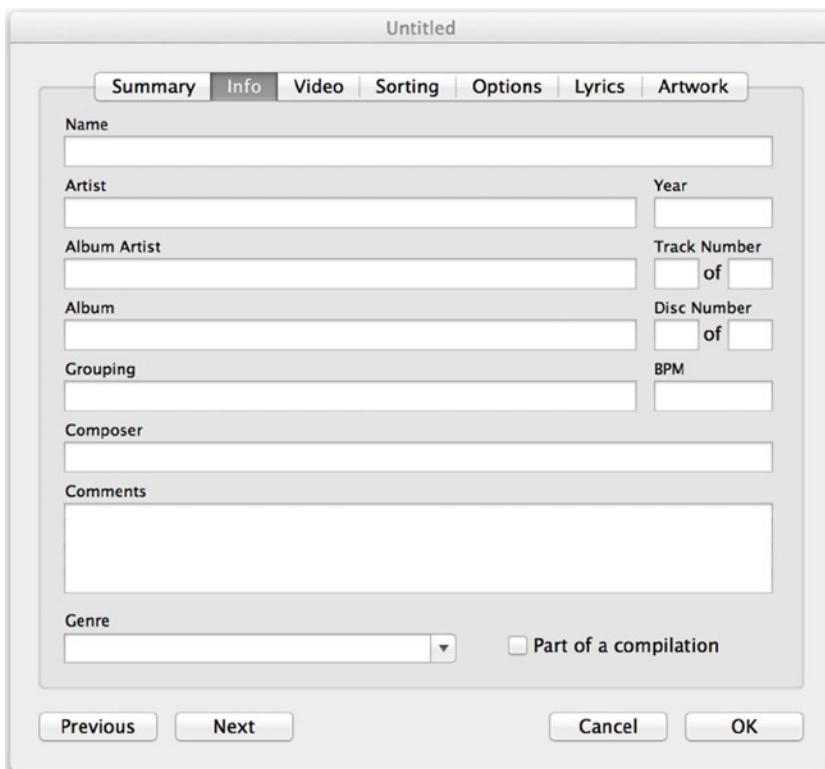 Untitled
Summary Info Video Sorting Options Lyrics Artwork
Name
Artist Year
Album Artist Track Number
of
Album Disc Number
of
Grouping BPM
Composer
Comments
Genre
Part of a compilation
Previous Next Cancel OK